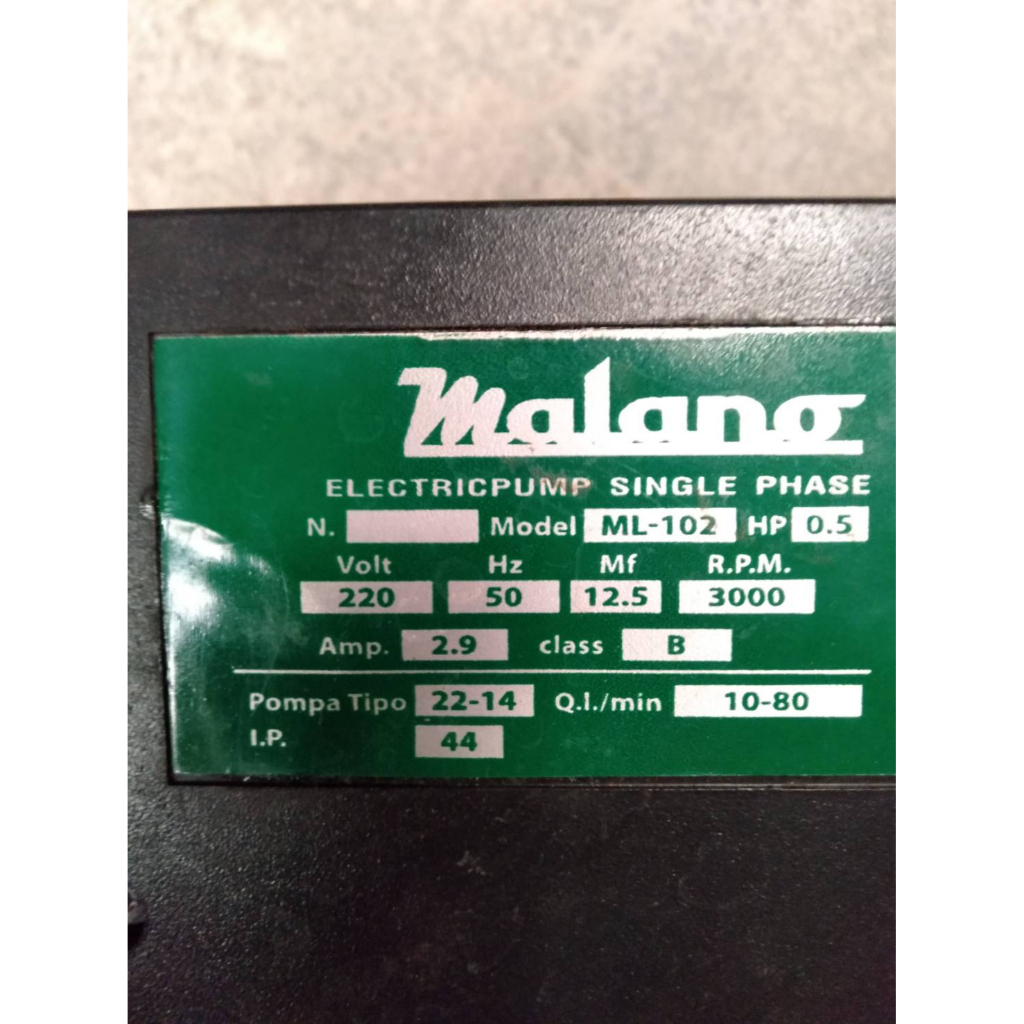 Malano
ELECTRICPUMP SINGLE PHASE
N. Model ML-102 HP 0.5
Volt Hz Mf R.P.M.
220 50 12.5 3000
Amp. 2.9 class B
Pompa Tipo 22-14 Q.l./min 10-80
I.P. 44